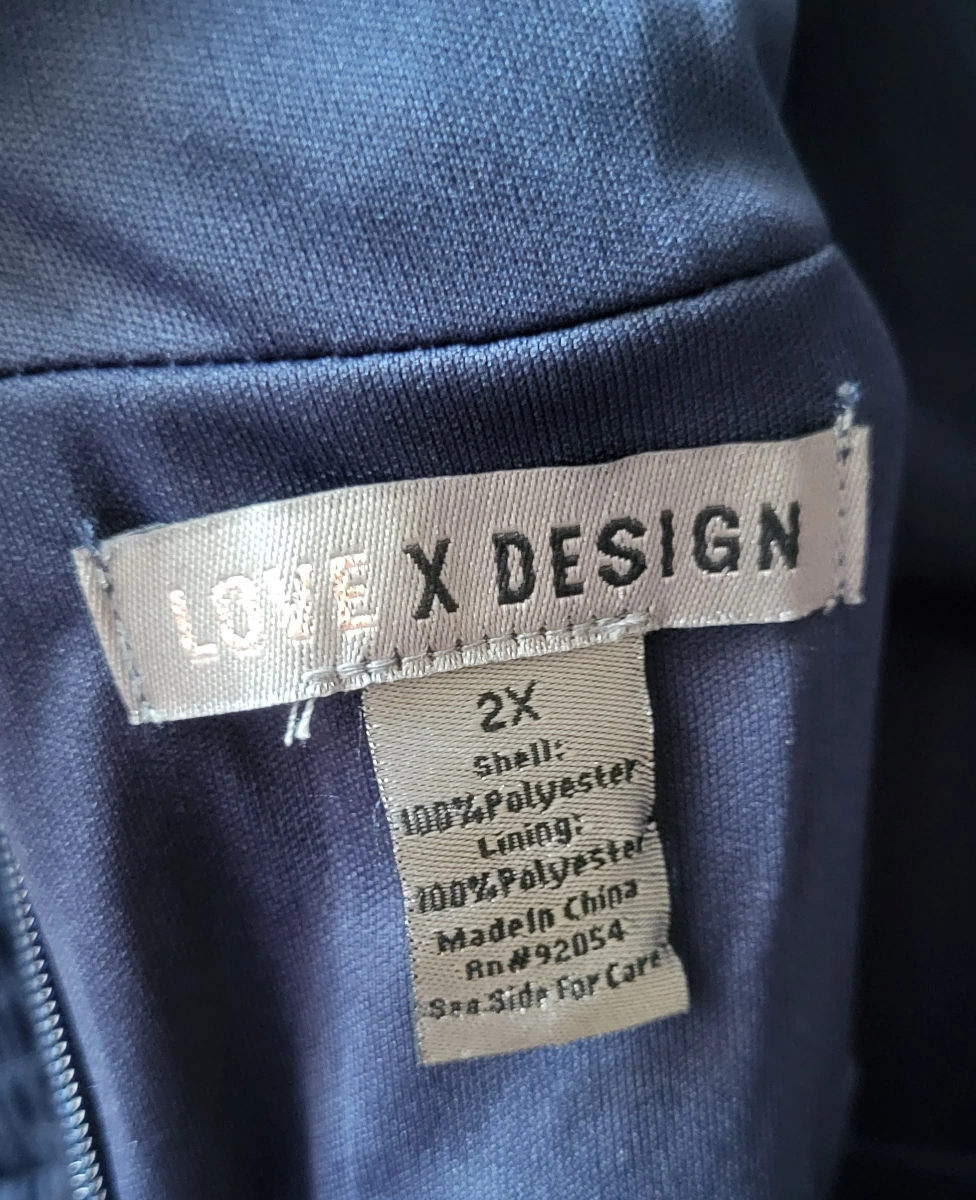 LOVE X DESIGN
2X
Shell:
100%Polyester
Lining:
100%Polyester
MadeIn China
Rn#92054
See Side For Care